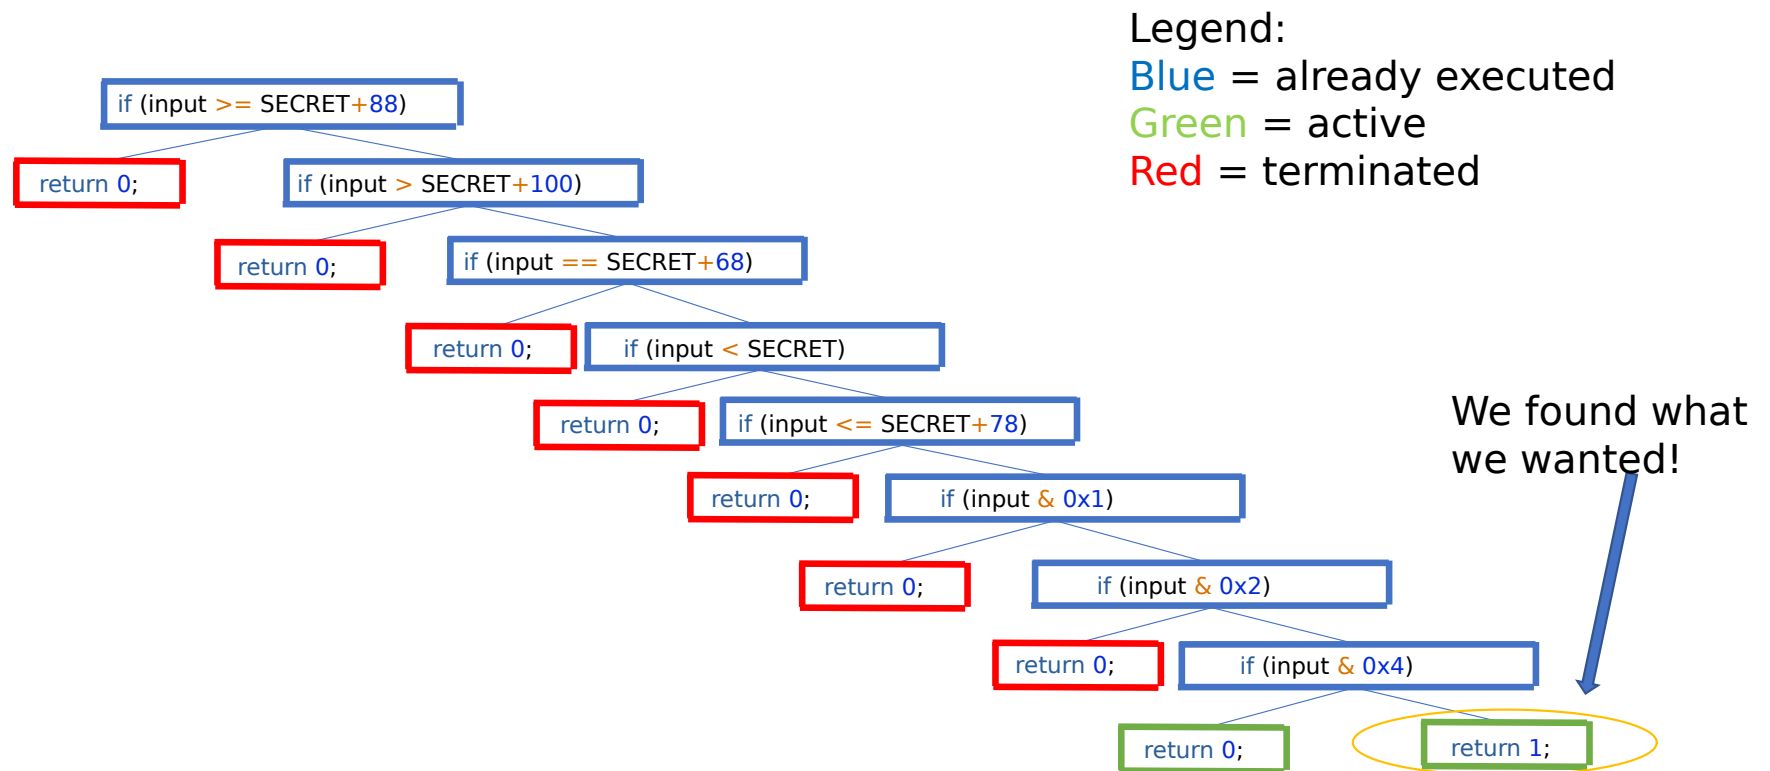 Legend:
Blue = already executed
Green = active
Red = terminated
if (input >= SECRET+88)
return 0;
if (input > SECRET+100)
return 0;
if (input == SECRET+68)
return 0;
if (input < SECRET)
return 0;
if (input <= SECRET+78)
return 0;
if (input & 0x1)
return 0;
if (input & 0x2)
return 0;
if (input & 0x4)
return 0;
return 1;
We found what
we wanted!